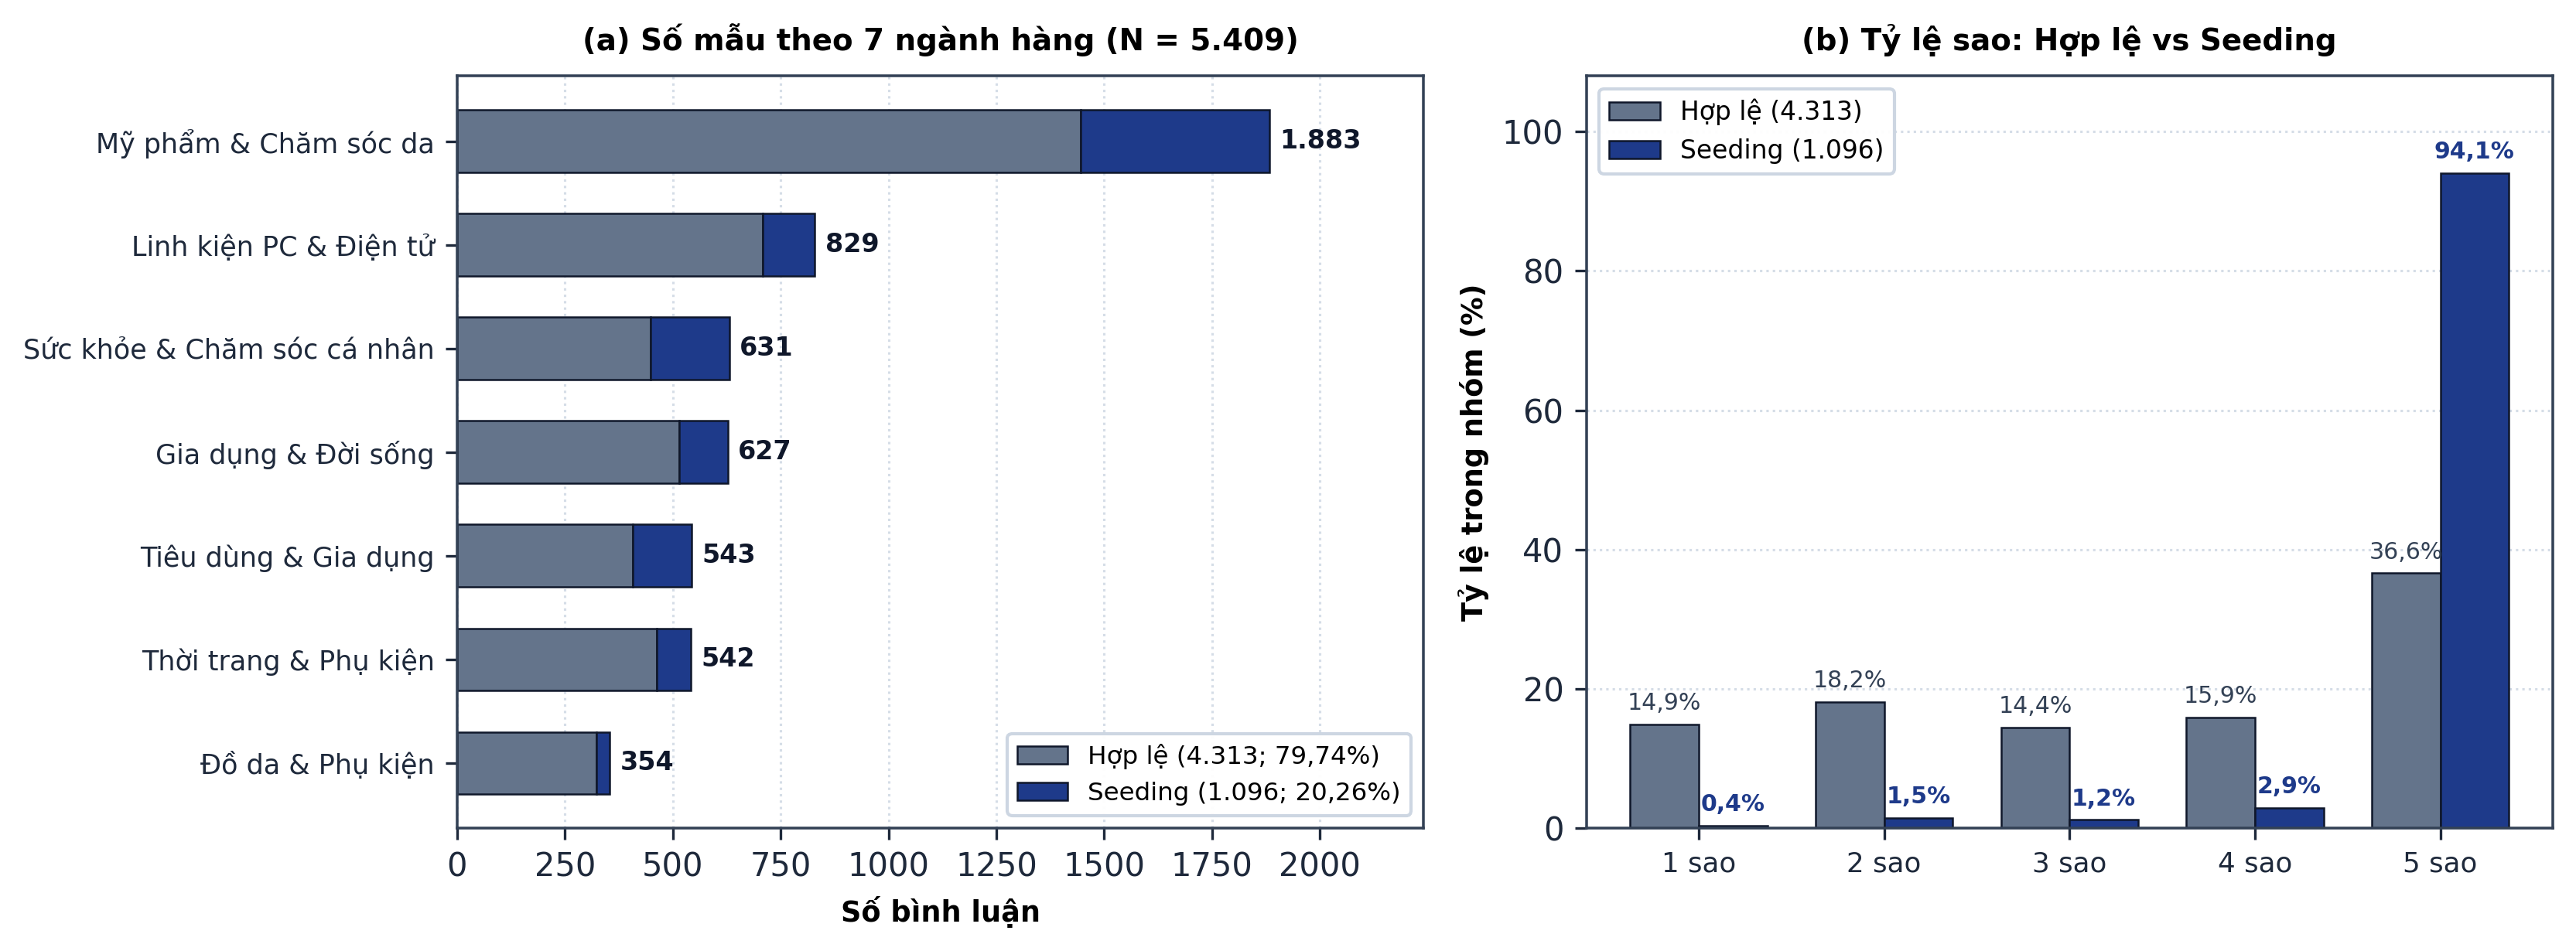 (a) Số mẫu theo 7 ngành hàng (N = 5.409)
Mỹ phẩm & Chăm sóc da
1.883
Linh kiện PC & Điện tử
829
Sức khỏe & Chăm sóc cá nhân
631
Gia dụng & Đời sống
627
Tiêu dùng & Gia dụng
543
Thời trang & Phụ kiện
542
Đồ da & Phụ kiện
354
Hợp lệ (4.313; 79,74%)
Seeding (1.096; 20,26%)
0 250 500 750 1000 1250 1500 1750 2000
Số bình luận
(b) Tỷ lệ sao: Hợp lệ vs Seeding
Hợp lệ (4.313)
Seeding (1.096)
Tỷ lệ trong nhóm (%)
100
80
60
40
20
0
14,9%
0,4%
18,2%
1,5%
14,4%
1,2%
15,9%
2,9%
36,6%
94,1%
1 sao 2 sao 3 sao 4 sao 5 sao